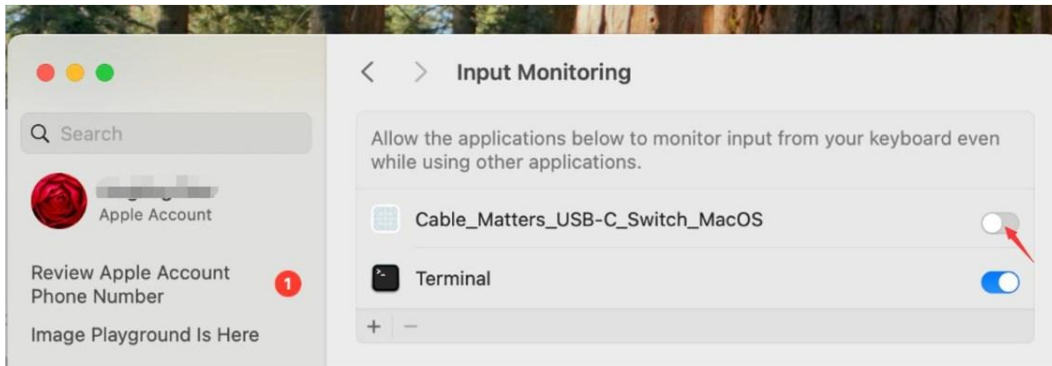 Input Monitoring
Search
Apple Account
Review Apple Account
Phone Number
1
Image Playground Is Here
Allow the applications below to monitor input from your keyboard even
while using other applications.
Cable_Matters_USB-C_Switch_MacOS
Terminal